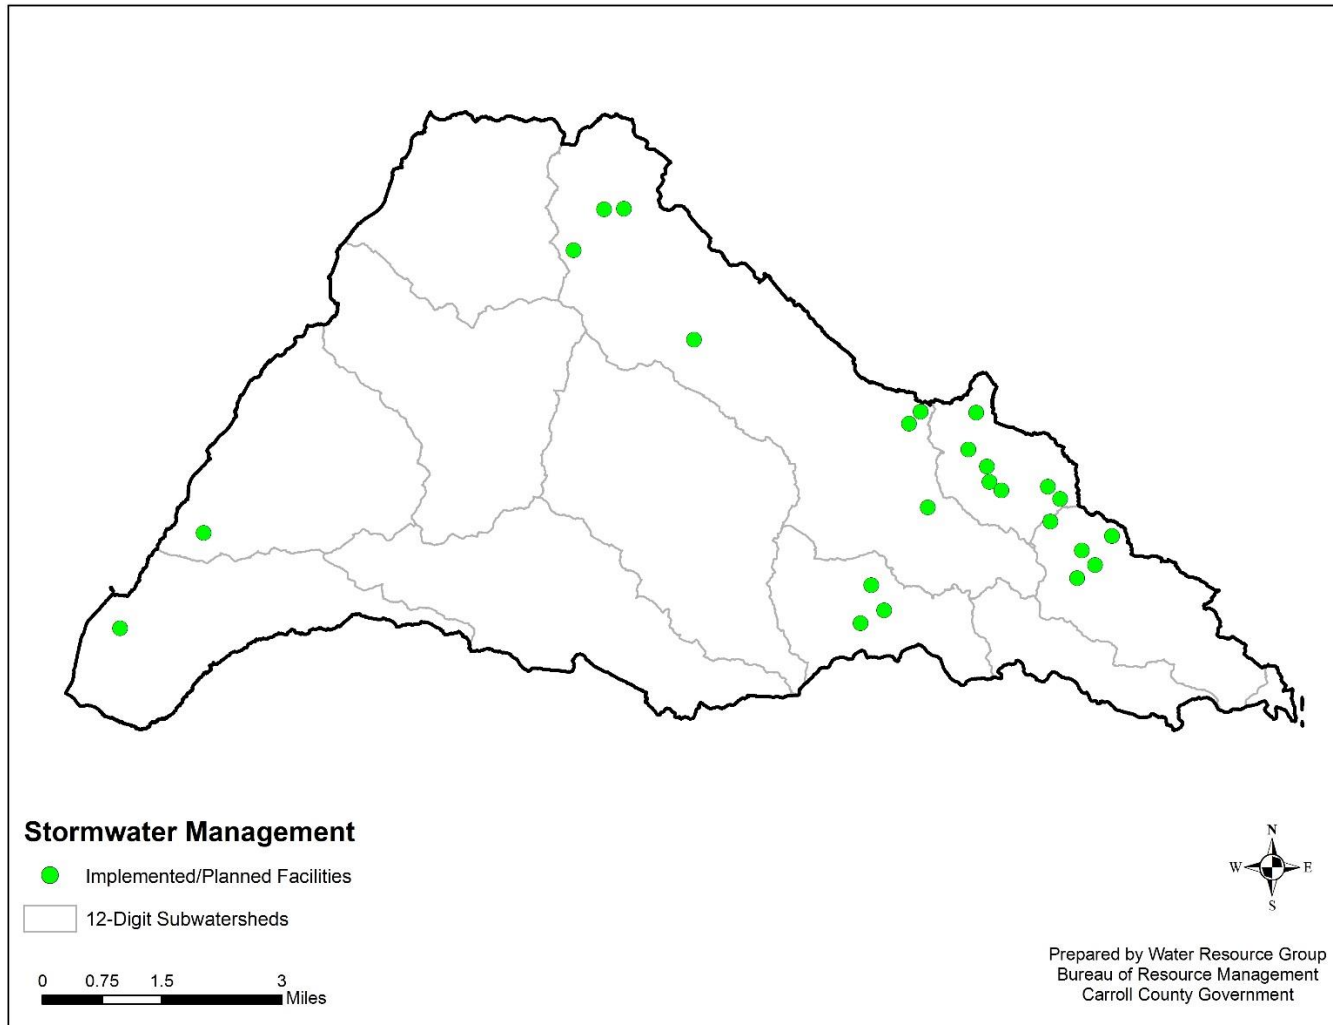 Stormwater Management
Implemented/Planned Facilities
12-Digit Subwatersheds
0 0.75 1.5 3
Miles
N
W E
S
Prepared by Water Resource Group
Bureau of Resource Management
Carroll County Government